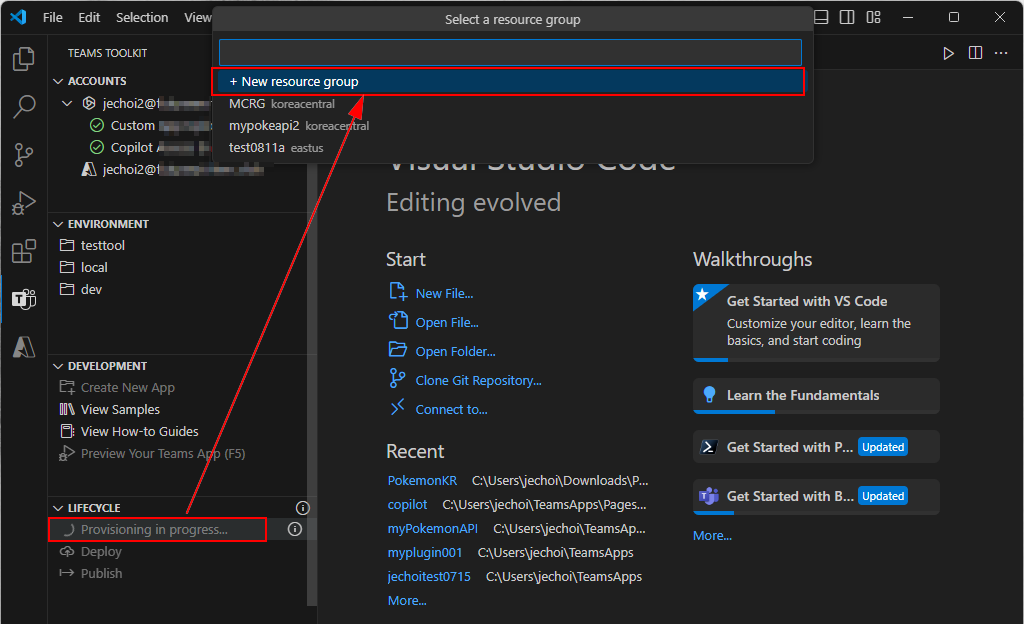 File Edit Selection View
Select a resource group
+ New resource group
MCRG koreacentral
mypokeapi2 koreacentral
test0811a eastus
TEAMS TOOLKIT
ACCOUNTS
jechoi2@f
Custom
Copilot
jechoi2@f
ENVIRONMENT
testtool
local
dev
DEVELOPMENT
Create New App
View Samples
View How-to Guides
Preview Your Teams App (F5)
LIFECYCLE
Provisioning in progress...
Deploy
Publish
Visual Studio Code
Editing evolved
Start
New File...
Open File...
Open Folder...
Clone Git Repository...
Connect to...
Recent
PokemonKR C:\Users\jechoi\Downloads\P...
copilot C:\Users\jechoi\TeamsApps\Pages...
myPokemonAPI C:\Users\jechoi\TeamsAp...
myplugin001 C:\Users\jechoi\TeamsApps
jechoitest0715 C:\Users\jechoi\TeamsApps
More...
Walkthroughs
Get Started with VS Code
Customize your editor, learn the
basics, and start coding
Learn the Fundamentals
Get Started with P... Updated
Get Started with B... Updated
More...